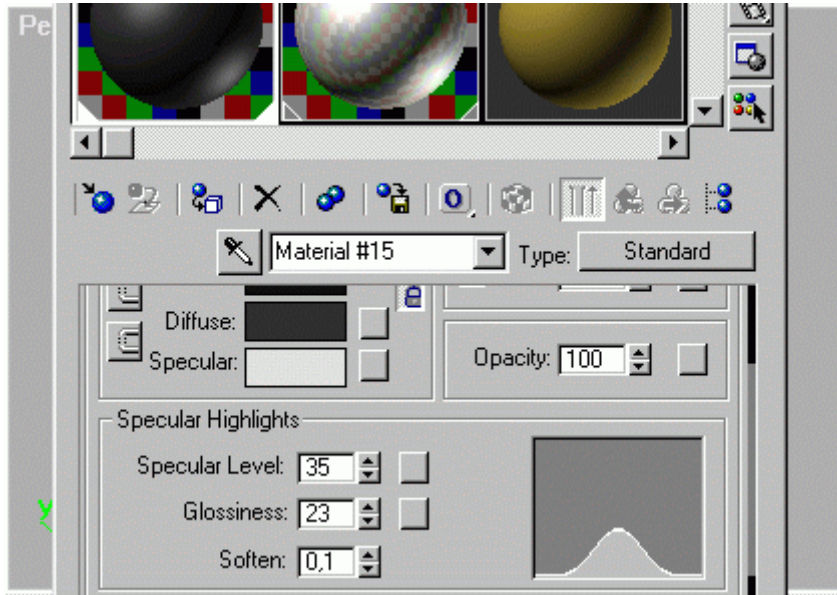 Pe
Material #15 Type: Standard
Diffuse:
Specular:
Opacity: 100
Specular Highlights
Specular Level: 35
Glossiness: 23
Soften: 0,1
y